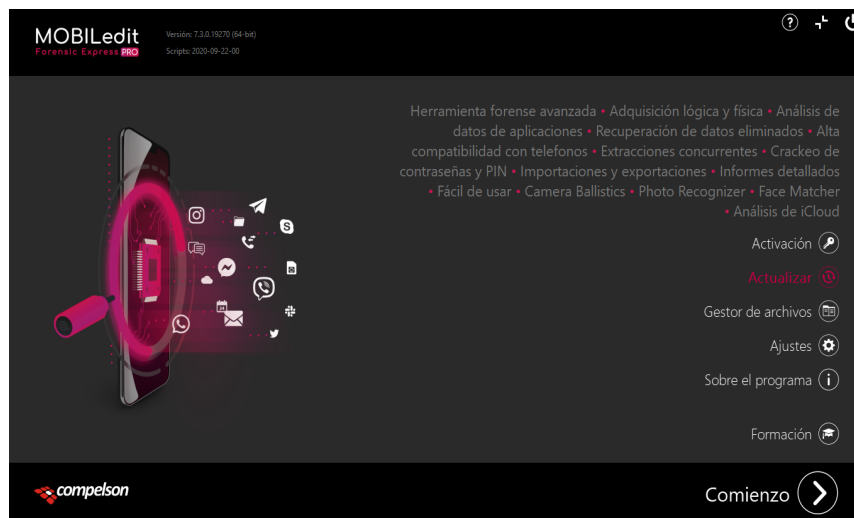 MOBILedit
Forensic Express PRO
Versión: 7.3.0.19270 (64-bit)
Scripts: 2020-09-22-00
Herramienta forense avanzada • Adquisición lógica y física • Análisis de
datos de aplicaciones • Recuperación de datos eliminados • Alta
compatibilidad con telefonos • Extracciones concurrentes • Crackeo de
contraseñas y PIN • Importaciones y exportaciones • Informes detallados
• Fácil de usar • Camera Ballistics • Photo Recognizer • Face Matcher
• Análisis de iCloud
Activación
Actualizar
Gestor de archivos
Ajustes
Sobre el programa
Formación
compelson
Comienzo